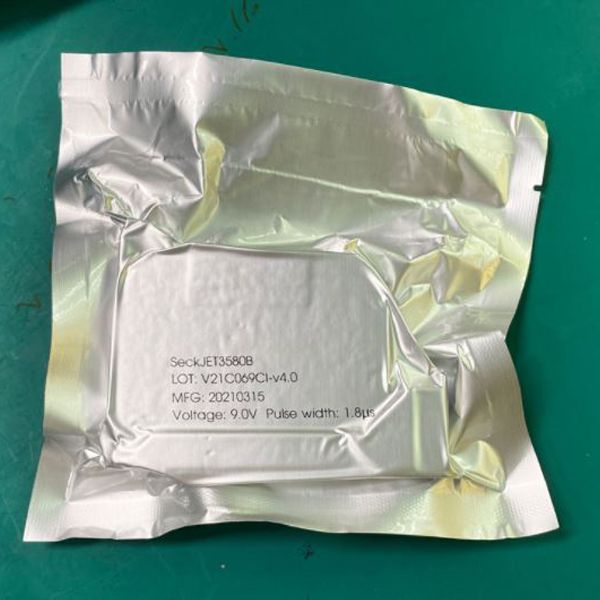 SeckJET3580B
LOT: V21C069CI-v4.0
MFG: 20210315
Voltage: 9.0V Pulse width: 1.8µs